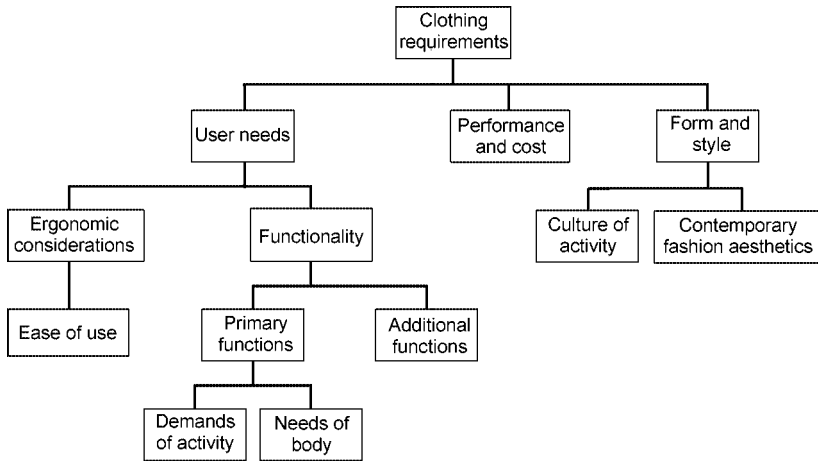 Clothing
requirements
User needs
Performance
and cost
Form and
style
Ergonomic
considerations
Functionality
Culture of
activity
Contemporary
fashion aesthetics
Ease of use
Primary
functions
Additional
functions
Demands
of activity
Needs of
body